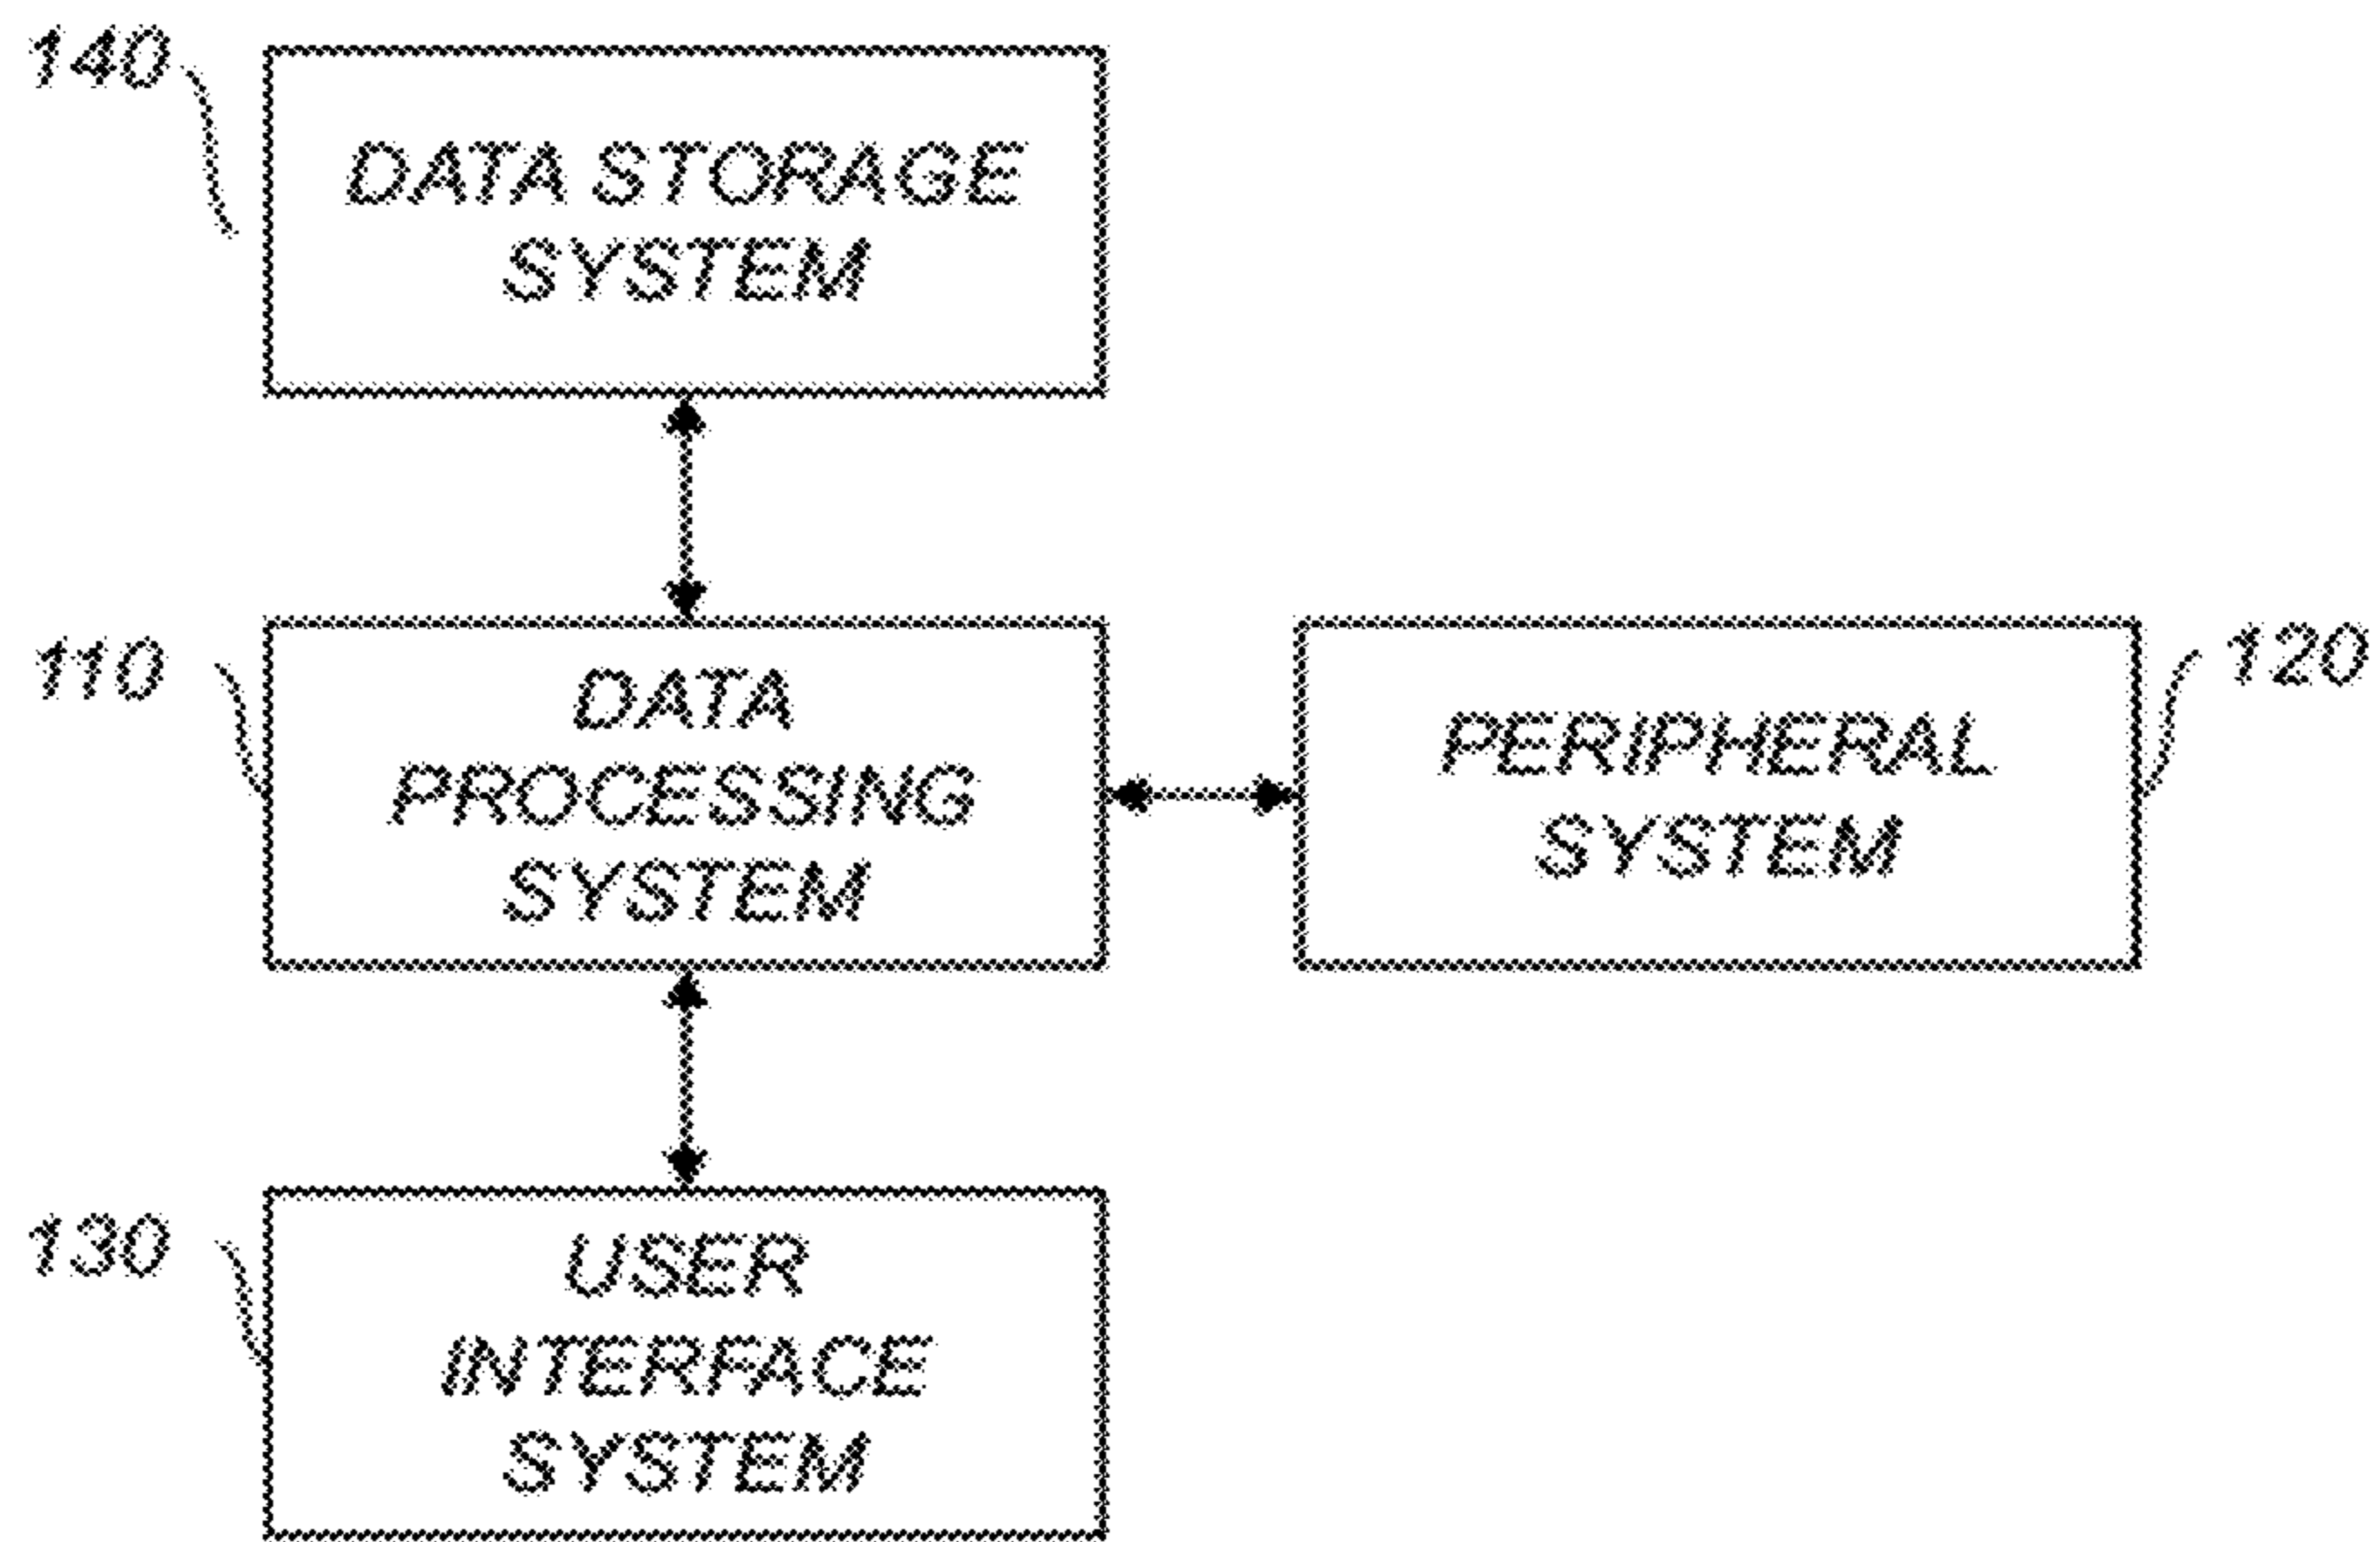 140
DATA STORAGE
SYSTEM
110
DATA
PROCESSING
SYSTEM
120
PERIPHERAL
SYSTEM
130
USER
INTERFACE
SYSTEM